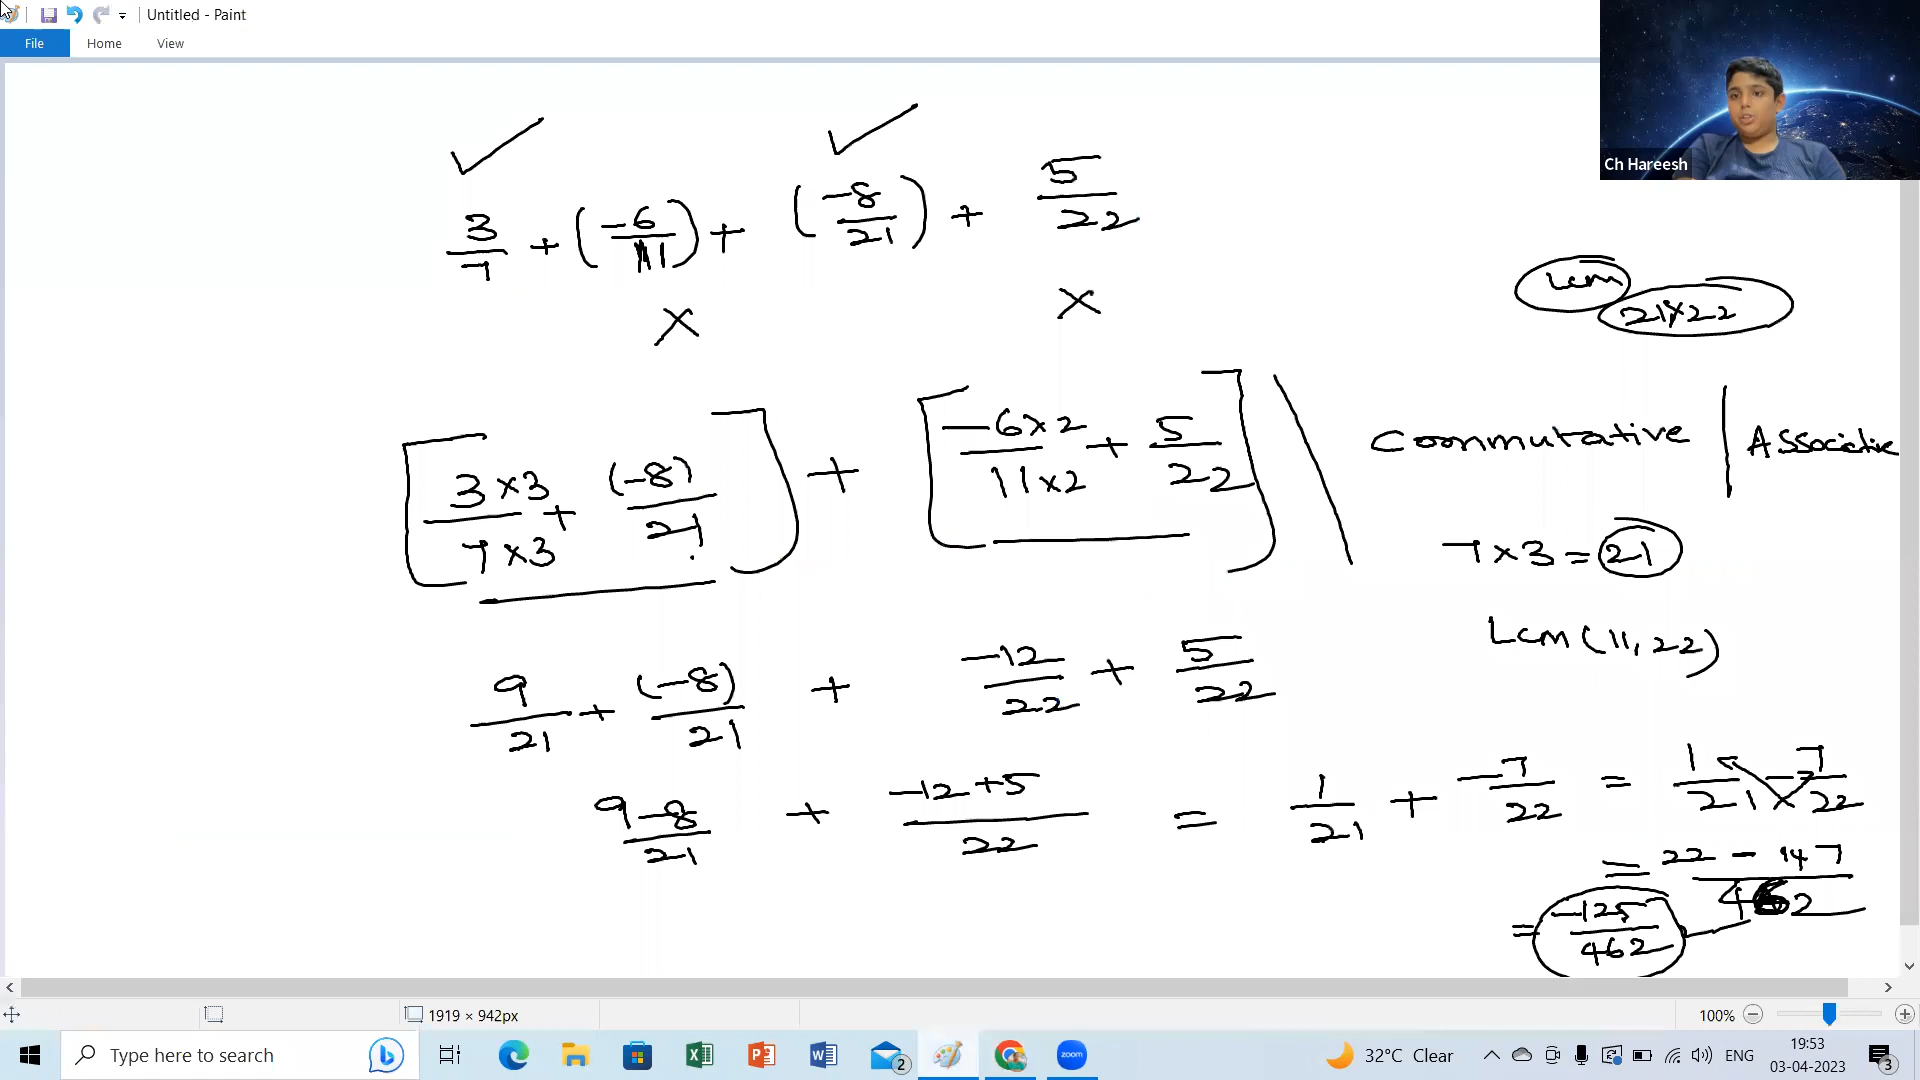 Untitled - Paint
File Home View
Ch Hareesh
3/7 + (-6/11) + (-8/21) + 5/22
Lcm
21×22
[3×3/7×3 + (-8)/21] + [-6×2/11×2 + 5/22]
Commutative | Associative
7×3 = 21
Lcm (11, 22)
9/21 + (-8)/21 + -12/22 + 5/22
9-8/21 + -12+5/22 = 1/21 + -7/22 = 1/21 - 7/22
= 22 - 147/462
= -125/462
1919 × 942px
100%
Type here to search
2
zoom
32°C Clear
ENG
19:53
03-04-2023
3